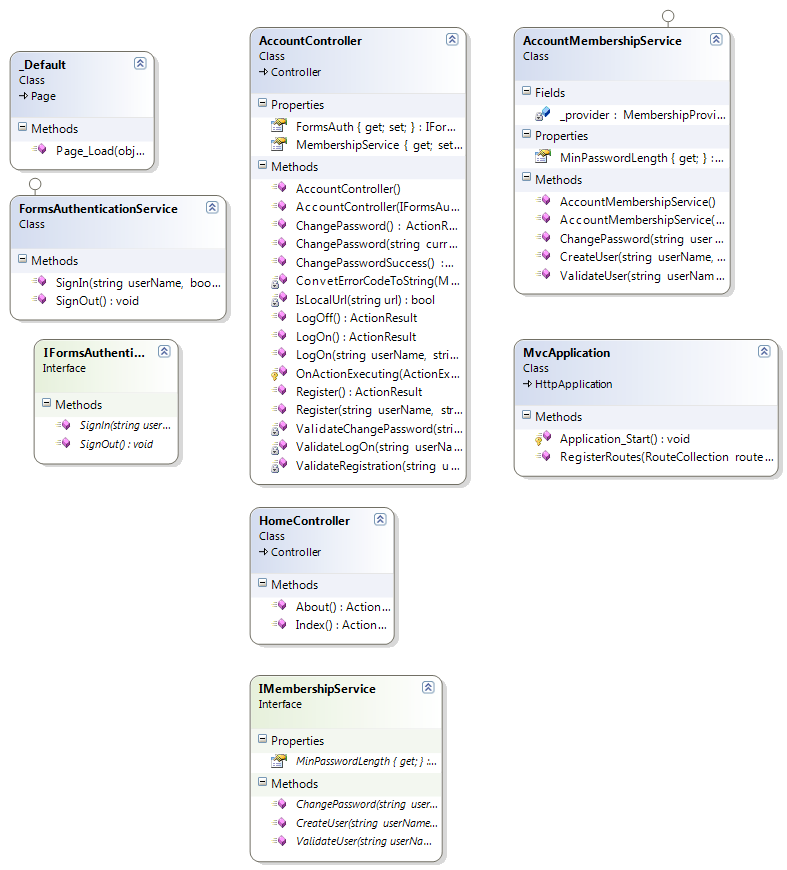 _Default
Class
Page
Methods
Page_Load(obj...
FormsAuthenticationService
Class
Methods
SignIn(string userName, boo...
SignOut() : void
IFormsAuthenti...
Interface
Methods
SignIn(string user...
SignOut() : void
AccountController
Class
Controller
Properties
FormsAuth { get; set; } : IFor...
MembershipService { get; set...
Methods
AccountController()
AccountController(IFormsAu...
ChangePassword() : ActionR...
ChangePassword(string curr...
ChangePasswordSuccess() :...
ConvetErrorCodeToString(M...
IsLocalUrl(string url) : bool
LogOff() : ActionResult
LogOn() : ActionResult
LogOn(string userName, stri...
OnActionExecuting(ActionEx...
Register() : ActionResult
Register(string userName, str...
ValidateChangePassword(stri...
ValidateLogOn(string userNa...
ValidateRegistration(string u...
HomeController
Class
Controller
Methods
About() : Action...
Index() : Action...
IMembershipService
Interface
Properties
MinPasswordLength { get; } :...
Methods
ChangePassword(string user...
CreateUser(string userName...
ValidateUser(string userNa...
AccountMembershipService
Class
Fields
_provider : MembershipProvi...
Properties
MinPasswordLength { get; } :...
Methods
AccountMembershipService()
AccountMembershipService(...
ChangePassword(string user...
CreateUser(string userName,...
ValidateUser(string userNam...
MvcApplication
Class
HttpApplication
Methods
Application_Start() : void
RegisterRoutes(RouteCollection route...